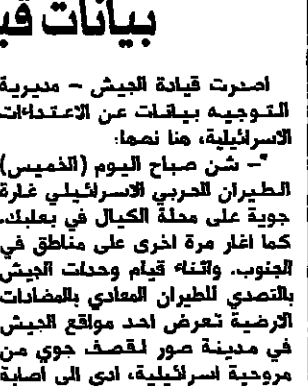 بيانات قي
اصدرت قيادة الجيش – مديرية
التوجيه بيانات عن الاعتداءات
الاسرائيلية، هنا نصها:
"– شن صباح اليوم (الخميس)
الطيران الحربي الاسرائيلي غارة
جوية على محلة الكيال في بعلبك،
كما اغار مرة اخرى على مناطق في
الجنوب. واثناء قيام وحدات الجيش
بالتصدي للطيران المعادي بالمضادات
الارضية تعرض احد مواقع الجيش
في مدينة صور لقصف جوي من
مروحية اسرائيلية، ادى الى اصابة